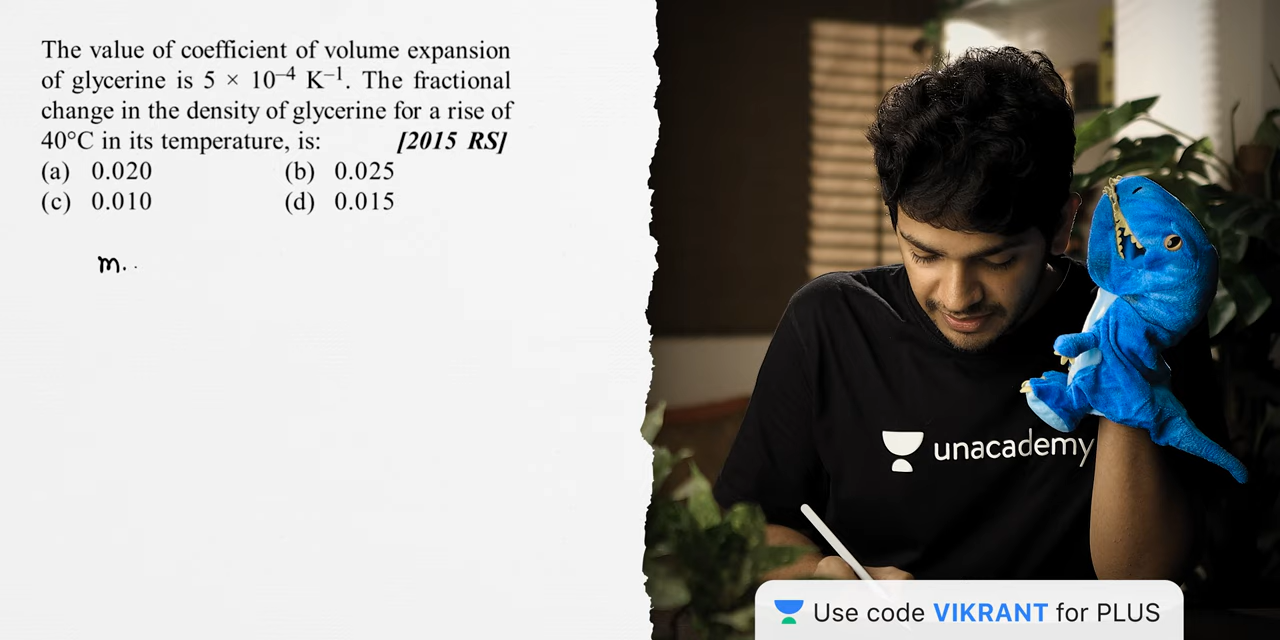 The value of coefficient of volume expansion
of glycerine is 5 × 10⁻⁴ K⁻¹. The fractional
change in the density of glycerine for a rise of
40°C in its temperature, is: [2015 RS]
(a) 0.020 (b) 0.025
(c) 0.010 (d) 0.015
m..
unacademy
Use code VIKRANT for PLUS